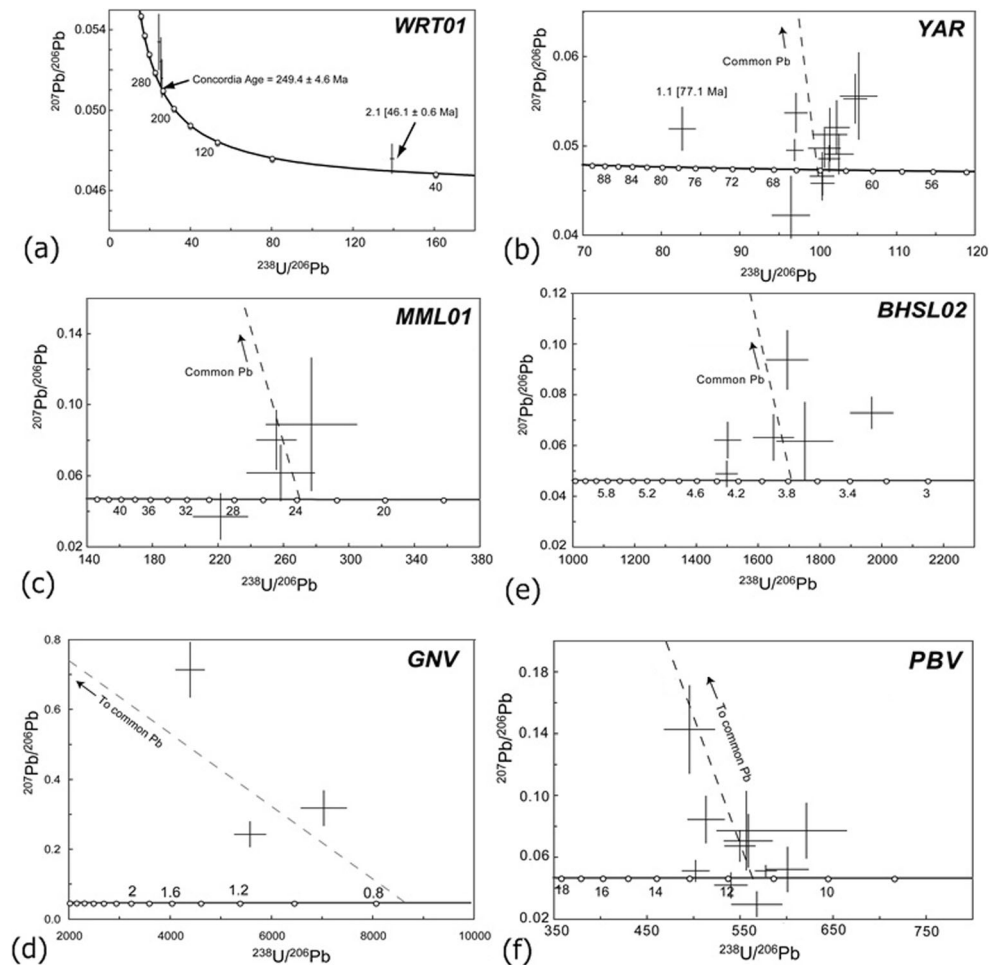 WRT01
0.054
0.050
0.046
²⁰⁷Pb/²⁰⁶Pb
280
200
120
40
Concordia Age = 249.4 ± 4.6 Ma
2.1 [46.1 ± 0.6 Ma]
0 40 80 120 160
²³⁸U/²⁰⁶Pb
(a)
YAR
0.06
0.05
0.04
²⁰⁷Pb/²⁰⁶Pb
Common Pb
1.1 [77.1 Ma]
88 84 80 76 72 68 60 56
70 80 90 100 110 120
²³⁸U/²⁰⁶Pb
(b)
MML01
0.14
0.10
0.06
0.02
²⁰⁷Pb/²⁰⁶Pb
Common Pb
40 36 32 28 24 20
140 180 220 260 300 340 380
²³⁸U/²⁰⁶Pb
(c)
BHSL02
0.12
0.10
0.08
0.06
0.04
0.02
²⁰⁷Pb/²⁰⁶Pb
Common Pb
5.8 5.2 4.6 4.2 3.8 3.4 3
1000 1200 1400 1600 1800 2000 2200
²³⁸U/²⁰⁶Pb
(e)
GNV
0.8
0.6
0.4
0.2
0.0
²⁰⁷Pb/²⁰⁶Pb
To common Pb
2 1.6 1.2 0.8
2000 4000 6000 8000 10000
²³⁸U/²⁰⁶Pb
(d)
PBV
0.18
0.14
0.10
0.06
0.02
²⁰⁷Pb/²⁰⁶Pb
To common Pb
18 16 14 12 10
350 450 550 650 750
²³⁸U/²⁰⁶Pb
(f)